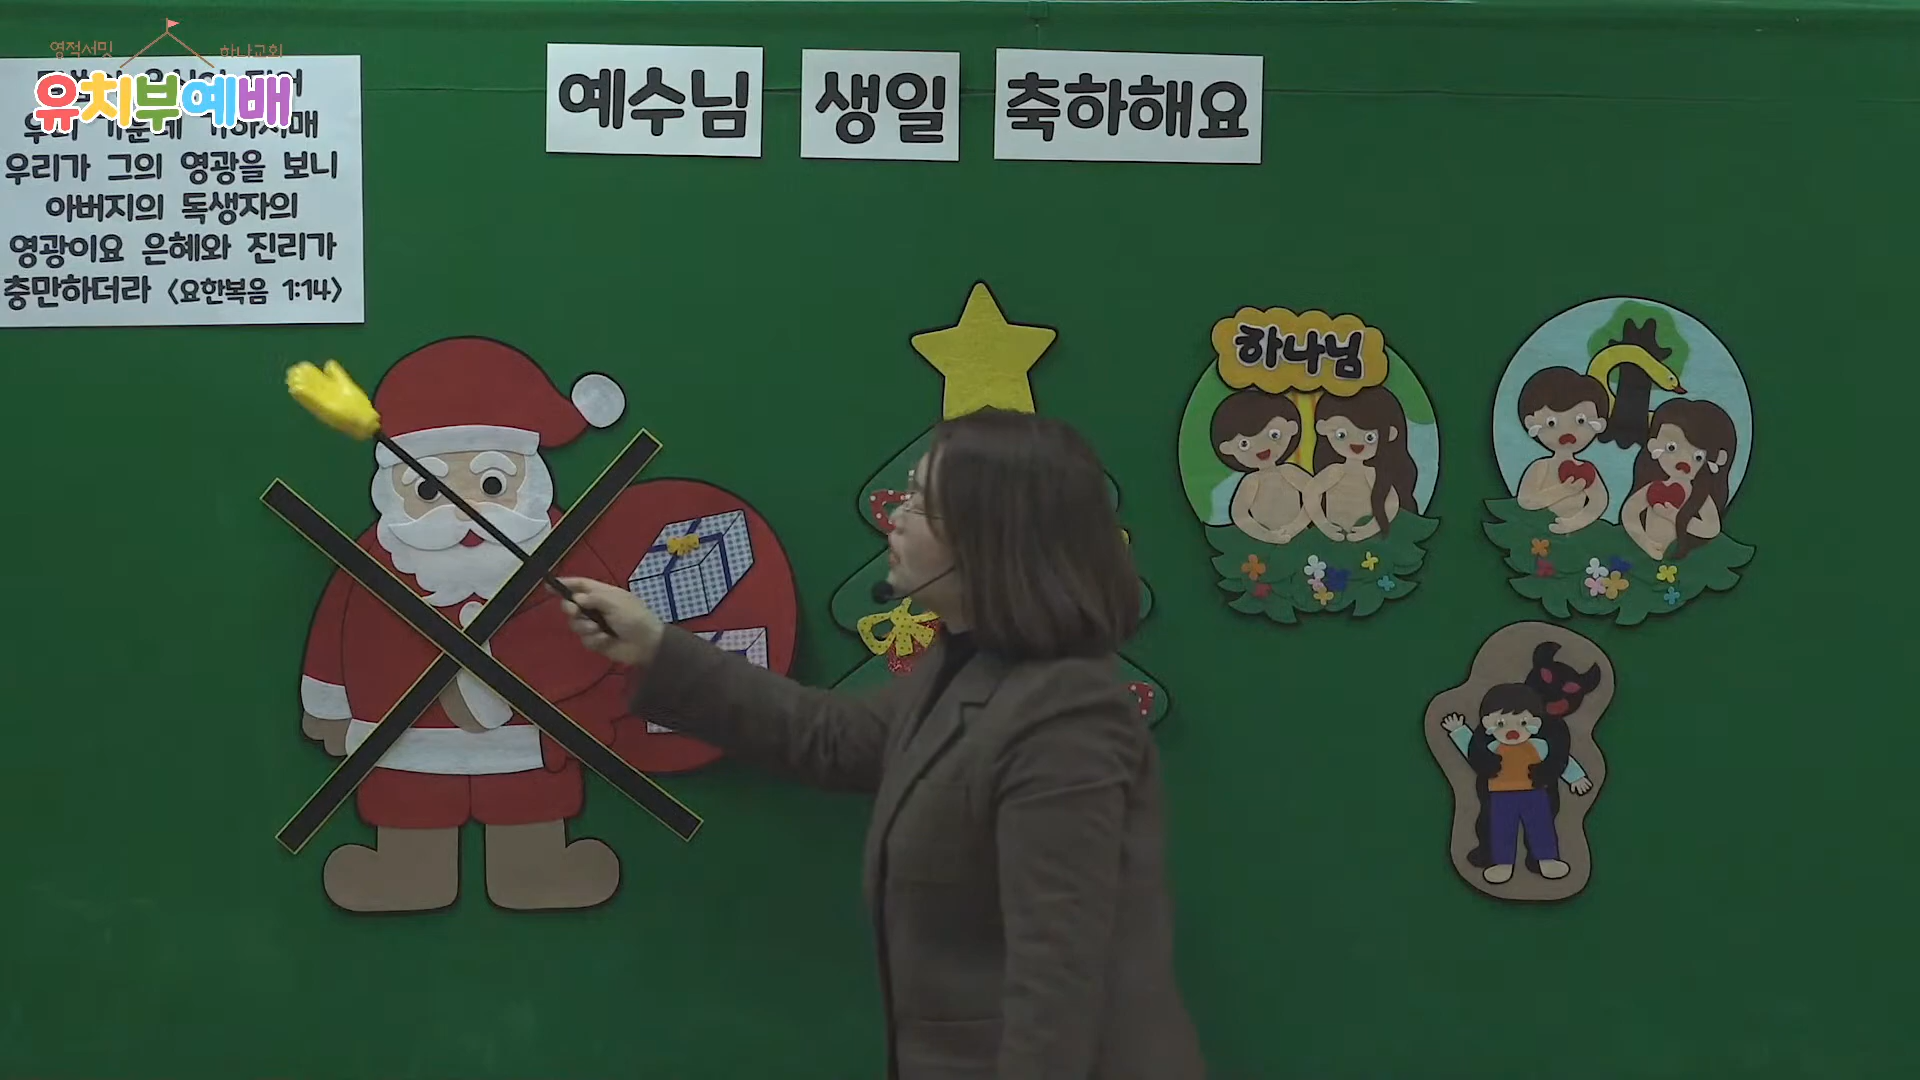 영적서밋 하나교회
유치부예배
예수님 생일 축하해요
우리가 그의 영광을 보니
아버지의 독생자의
영광이요 은혜와 진리가
충만하더라 <요한복음 1:14>
하나님